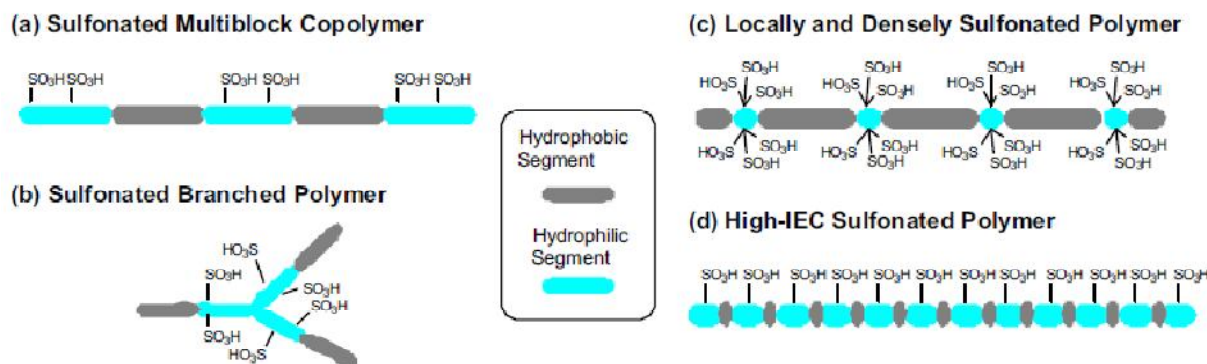 (a) Sulfonated Multiblock Copolymer
SO₃H SO₃H SO₃H SO₃H SO₃H SO₃H
(b) Sulfonated Branched Polymer
HO₃S
SO₃H
SO₃H
SO₃H
SO₃H
HO₃S
Hydrophobic
Segment
Hydrophilic
Segment
(c) Locally and Densely Sulfonated Polymer
SO₃H SO₃H SO₃H SO₃H
HO₃S HO₃S HO₃S HO₃S
SO₃H SO₃H SO₃H SO₃H
SO₃H SO₃H SO₃H SO₃H
HO₃S HO₃S HO₃S HO₃S
SO₃H SO₃H SO₃H SO₃H
(d) High-IEC Sulfonated Polymer
SO₃H SO₃H SO₃H SO₃H SO₃H SO₃H SO₃H SO₃H SO₃H SO₃H SO₃H SO₃H